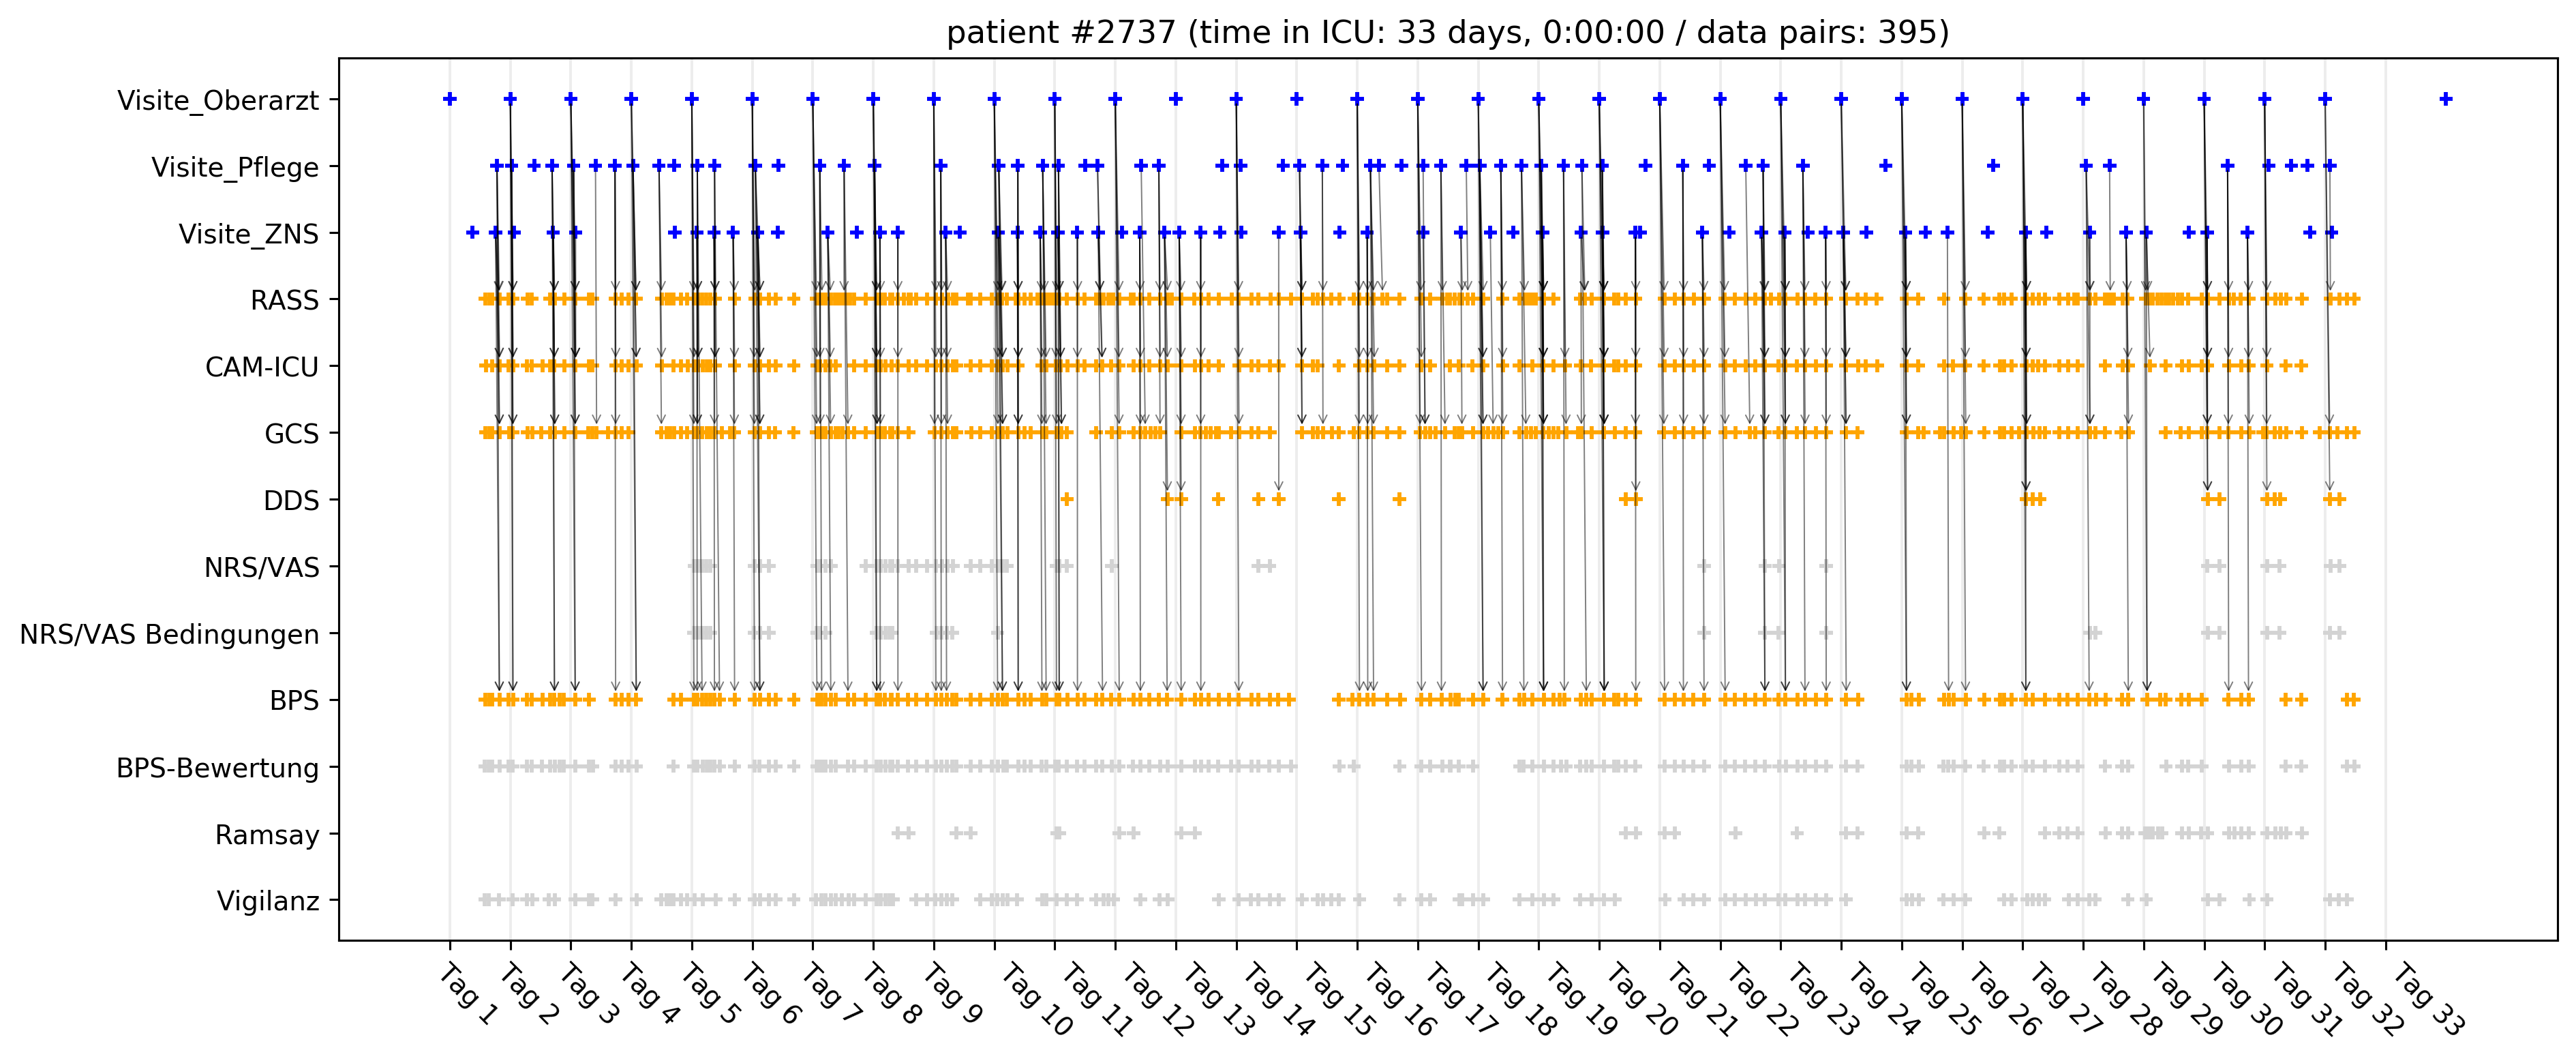 patient #2737 (time in ICU: 33 days, 0:00:00 / data pairs: 395)
Visite_Oberarzt
Visite_Pflege
Visite_ZNS
RASS
CAM-ICU
GCS
DDS
NRS/VAS
NRS/VAS Bedingungen
BPS
BPS-Bewertung
Ramsay
Vigilanz
Tag 1
Tag 2
Tag 3
Tag 4
Tag 5
Tag 6
Tag 7
Tag 8
Tag 9
Tag 10
Tag 11
Tag 12
Tag 13
Tag 14
Tag 15
Tag 16
Tag 17
Tag 18
Tag 19
Tag 20
Tag 21
Tag 22
Tag 23
Tag 24
Tag 25
Tag 26
Tag 27
Tag 28
Tag 29
Tag 30
Tag 31
Tag 32
Tag 33